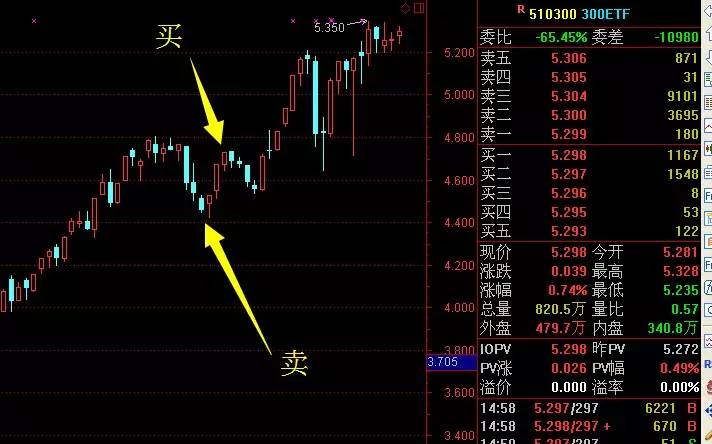 R 510300 300ETF
委比 -65.45% 委差 -10980
卖五 5.306 871
卖四 5.305 31
卖三 5.304 9101
卖二 5.300 3695
卖一 5.299 180
买一 5.298 1167
买二 5.297 1548
买三 5.296 8
买四 5.295 53
买五 5.293 122
现价 5.298 今开 5.281
涨跌 0.039 最高 5.328
涨幅 0.74% 最低 5.235
总量 820.5万 量比 0.57
外盘 479.7万 内盘 340.8万
IOPV 5.298 昨PV 5.272
PV涨 0.026 PV幅 0.49%
溢价 0.000 溢率 0.00%
14:58 5.297/297 6221 B
14:58 5.298/297 + 670 B
14:58 5.297/297 51 S
5.350
买
卖
5.200
5.000
4.800
4.600
4.400
4.200
4.000
3.800
3.705
3.600
3.400